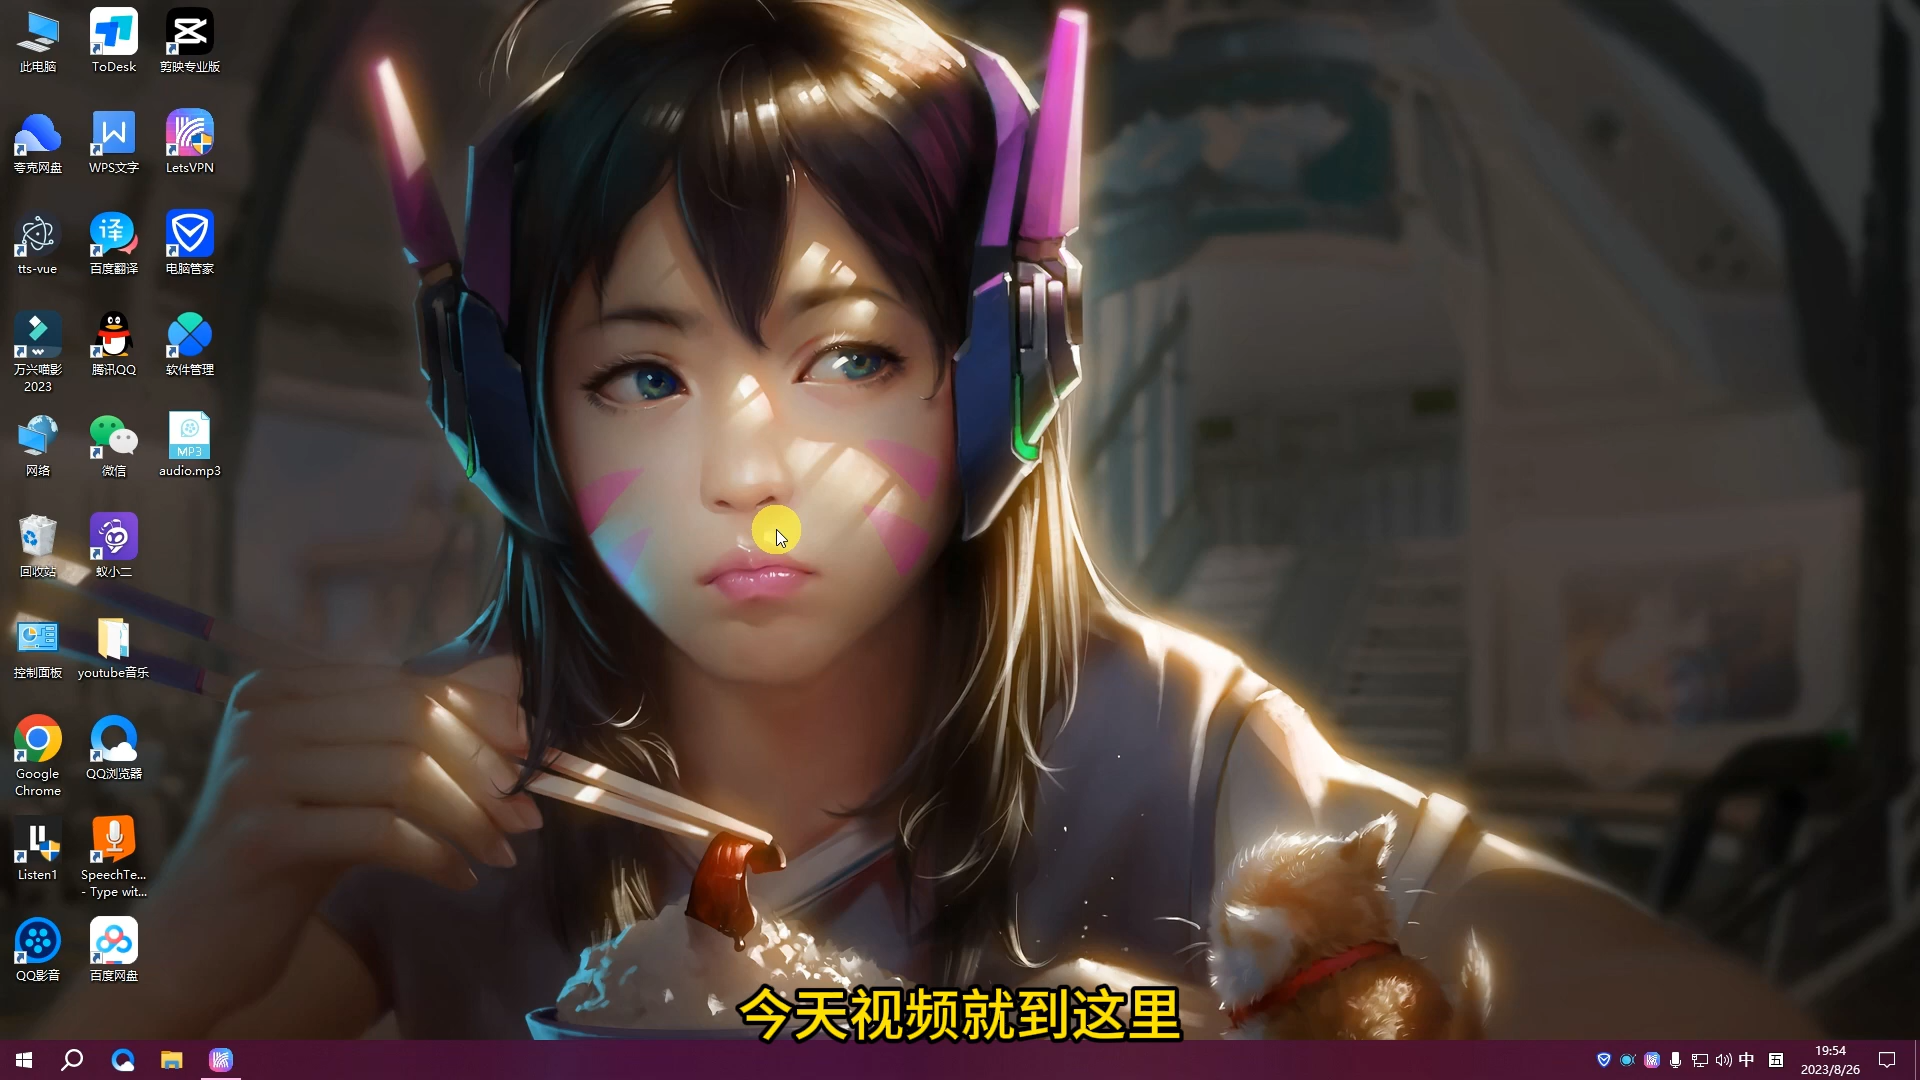 此电脑
ToDesk
剪映专业版
夸克网盘
WPS文字
LetsVPN
tts-vue
译
百度翻译
电脑管家
万兴喵影
2023
腾讯QQ
软件管理
网络
微信
MP3
audio.mp3
回收站
蚁小二
控制面板
youtube音乐
Google
Chrome
QQ浏览器
Listen1
SpeechTe...
- Type wit...
QQ影音
百度网盘
今天视频就到这里
中
五
19:54
2023/8/26